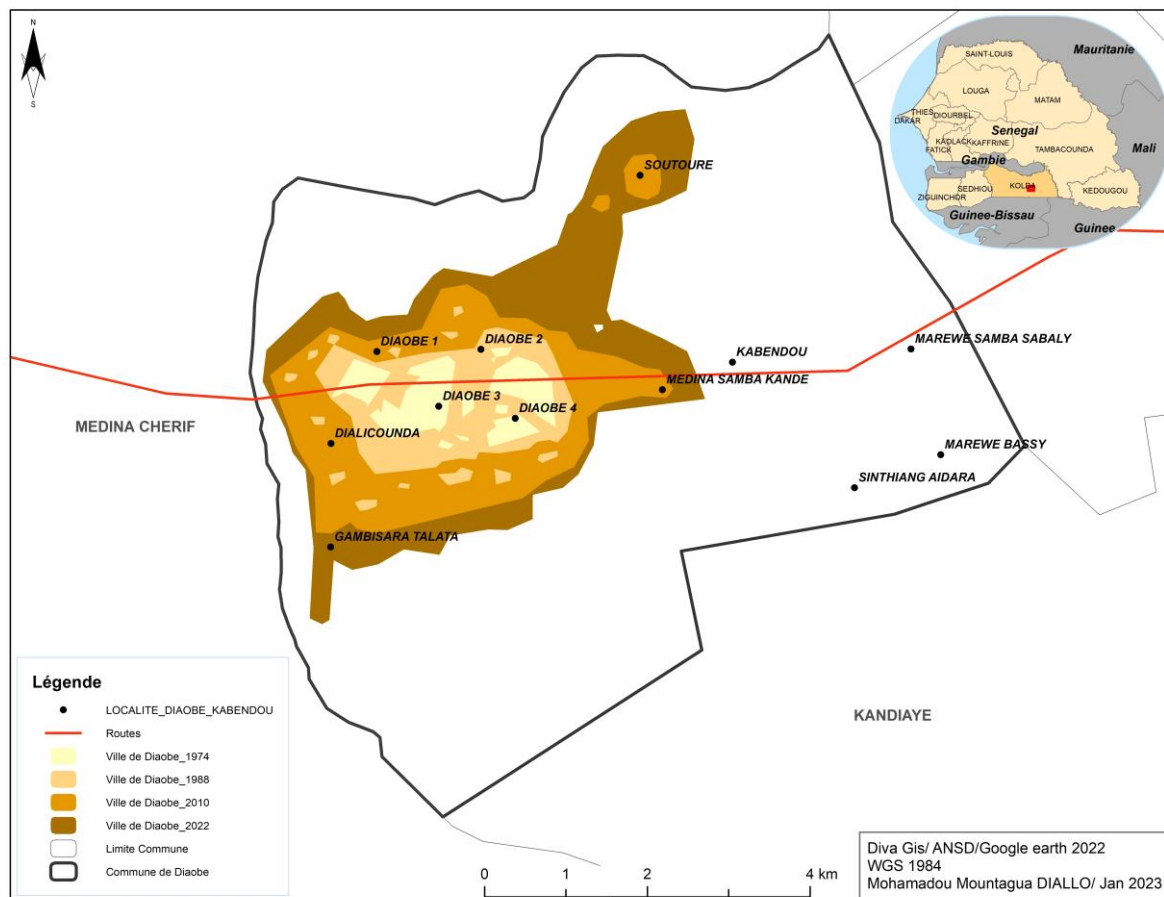 N
S
SAINT-LOUIS
Mauritanie
LOUGA
MATAM
THIES
DAKAR
DIOURBEL
Senegal
KAOLACK
KAFFRINE
FATICK
TAMBACOUNDA
Mali
Gambie
KOLDA
SEDHIOU
ZIGUINCHOR
KEDOUGOU
Guinee-Bissau
Guinee
SOUTOURE
DIAOBE 1
DIAOBE 2
KABENDOU
MAREWE SAMBA SABALY
MEDINA SAMBA KANDE
DIAOBE 3
DIAOBE 4
MEDINA CHERIF
DIALICOUNDA
MAREWE BASSY
SINTHIANG AIDARA
GAMBISARA TALATA
KANDIAYE
Légende
LOCALITE_DIAOBE_KABENDOU
Routes
Ville de Diaobe_1974
Ville de Diaobe_1988
Ville de Diaobe_2010
Ville de Diaobe_2022
Limite Commune
Commune de Diaobe
0 1 2 4 km
Diva Gis/ ANSD/Google earth 2022
WGS 1984
Mohamadou Mountagua DIALLO/ Jan 2023